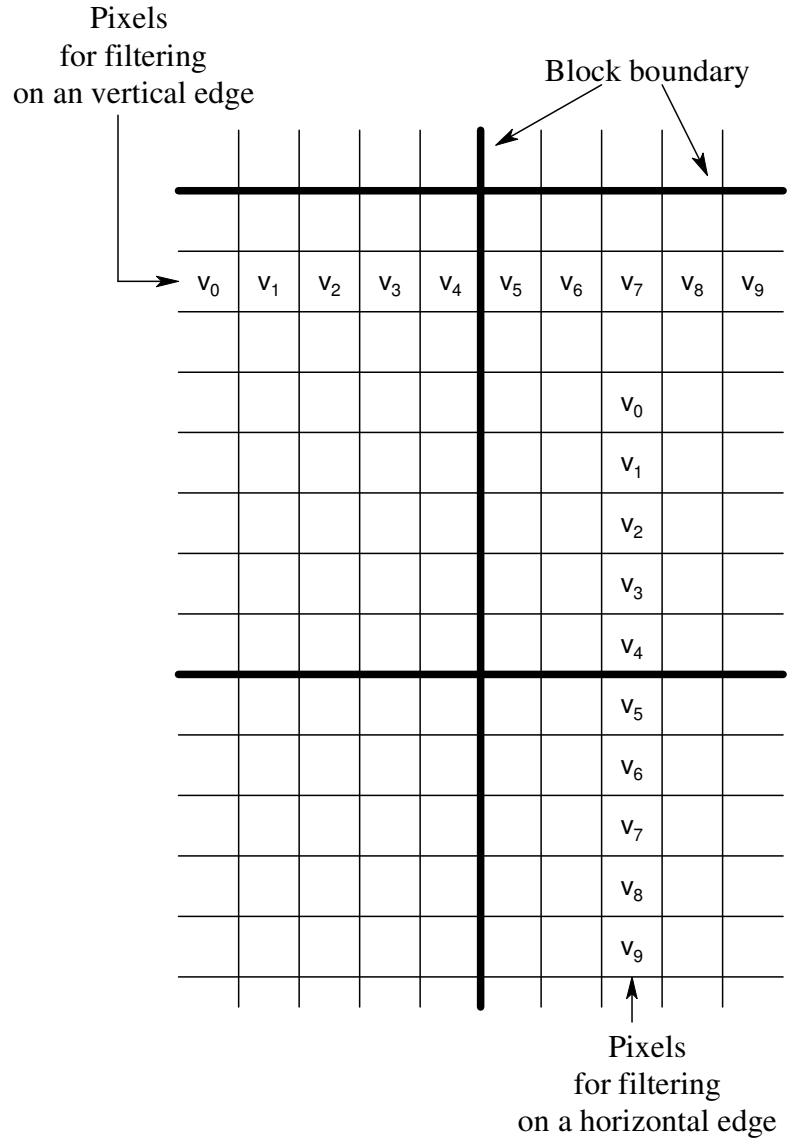 Pixels
for filtering
on an vertical edge
Block boundary
v₀ v₁ v₂ v₃ v₄ v₅ v₆ v₇ v₈ v₉
v₀
v₁
v₂
v₃
v₄
v₅
v₆
v₇
v₈
v₉
Pixels
for filtering
on a horizontal edge